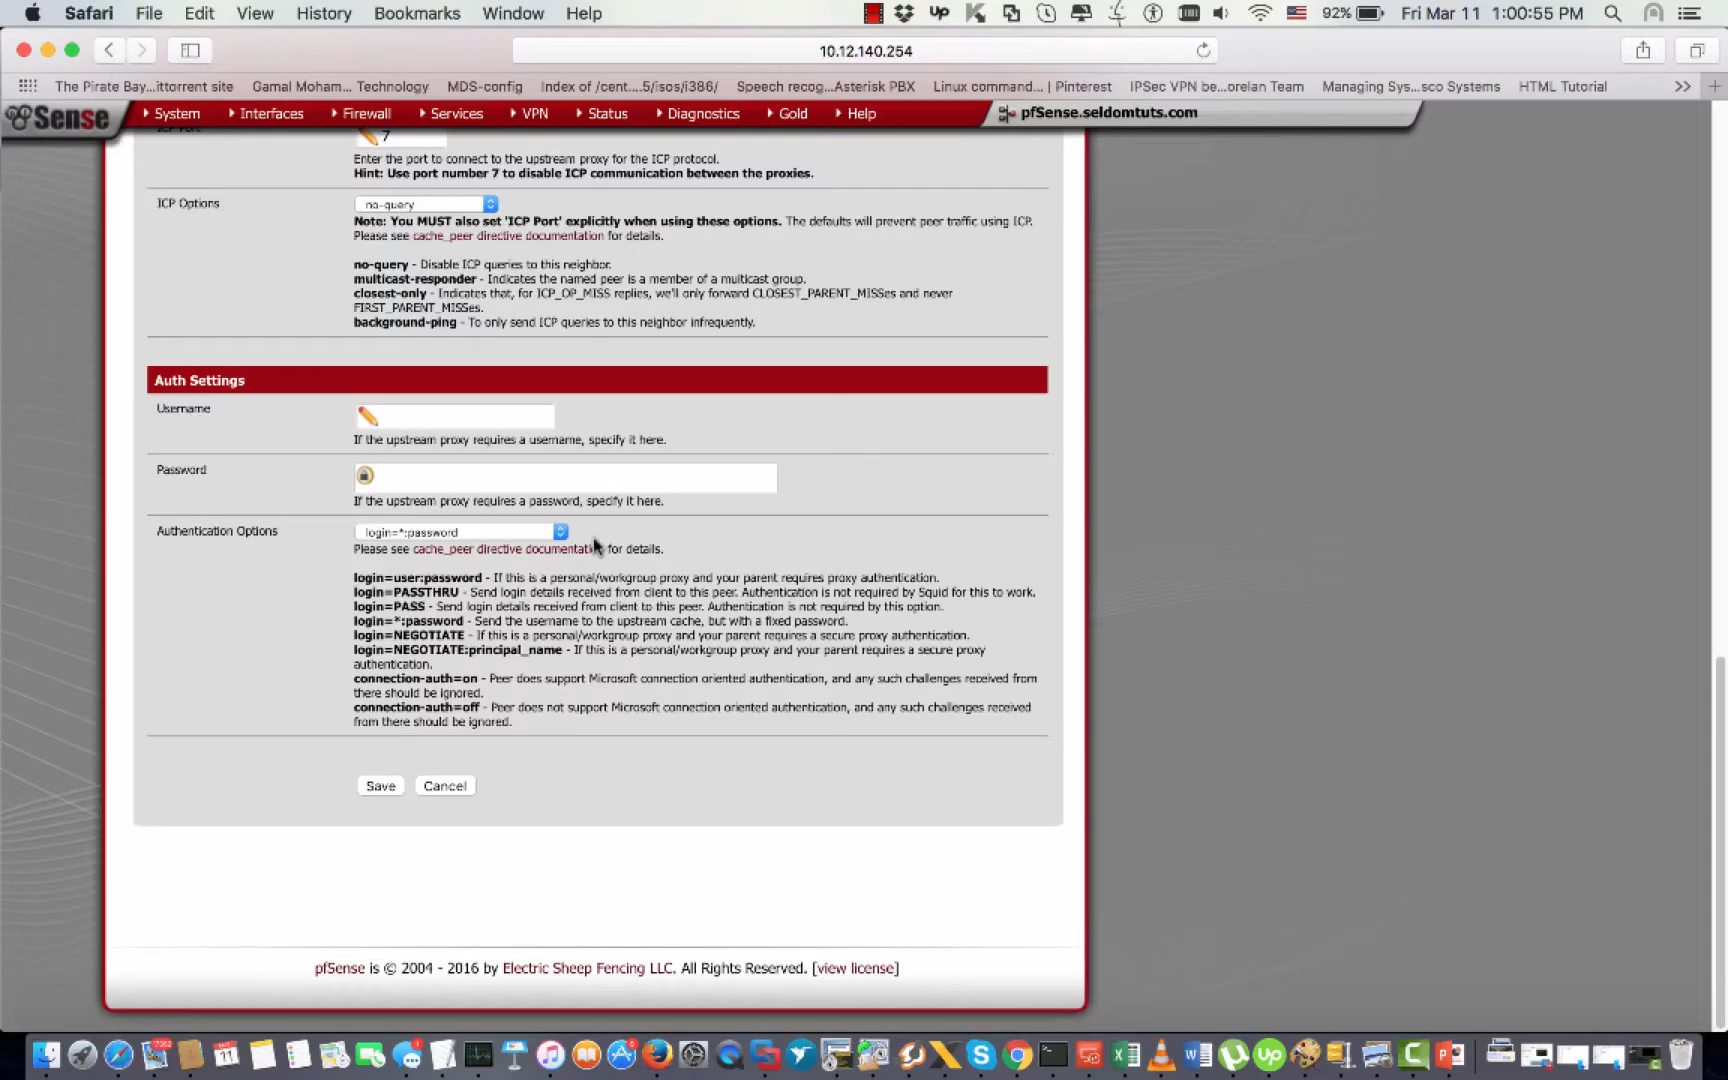 Safari File Edit View History Bookmarks Window Help
UP 92% Fri Mar 11 1:00:55 PM
10.12.140.254
The Pirate Bay...ittorrent site Gamal Moham... Technology MDS-config Index of /cent....5/isos/i386/ Speech recog...Asterisk PBX Linux command... | Pinterest IPSec VPN be...orelan Team Managing Sys...sco Systems HTML Tutorial
Sense System Interfaces Firewall Services VPN Status Diagnostics Gold Help pfSense.seldomtuts.com
ICP Port 7
Enter the port to connect to the upstream proxy for the ICP protocol.
Hint: Use port number 7 to disable ICP communication between the proxies.
ICP Options no-query
Note: You MUST also set 'ICP Port' explicitly when using these options. The defaults will prevent peer traffic using ICP.
Please see cache_peer directive documentation for details.
no-query - Disable ICP queries to this neighbor.
multicast-responder - Indicates the named peer is a member of a multicast group.
closest-only - Indicates that, for ICP_OP_MISS replies, we'll only forward CLOSEST_PARENT_MISSes and never
FIRST_PARENT_MISSes.
background-ping - To only send ICP queries to this neighbor infrequently.
Auth Settings
Username
If the upstream proxy requires a username, specify it here.
Password
If the upstream proxy requires a password, specify it here.
Authentication Options login=*:password
Please see cache_peer directive documentation for details.
login=user:password - If this is a personal/workgroup proxy and your parent requires proxy authentication.
login=PASSTHRU - Send login details received from client to this peer. Authentication is not required by Squid for this to work.
login=PASS - Send login details received from client to this peer. Authentication is not required by this option.
login=*:password - Send the username to the upstream cache, but with a fixed password.
login=NEGOTIATE - If this is a personal/workgroup proxy and your parent requires a secure proxy authentication.
login=NEGOTIATE:principal_name - If this is a personal/workgroup proxy and your parent requires a secure proxy
authentication.
connection-auth=on - Peer does support Microsoft connection oriented authentication, and any such challenges received from
there should be ignored.
connection-auth=off - Peer does not support Microsoft connection oriented authentication, and any such challenges received
from there should be ignored.
Save Cancel
pfSense is © 2004 - 2016 by Electric Sheep Fencing LLC. All Rights Reserved. [view license]